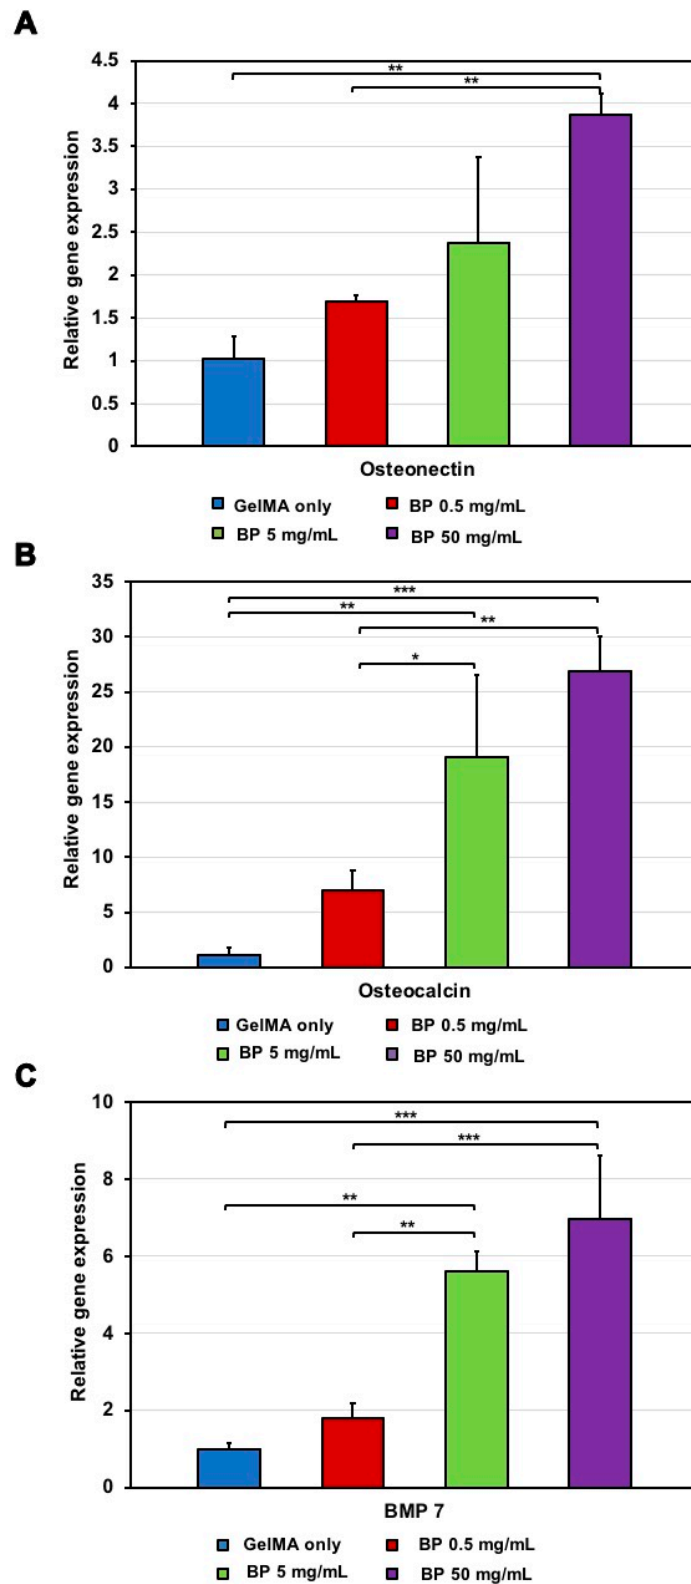 A
4.5
**
**
4
3.5
3
2.5
2
1.5
1
0.5
0
Relative gene expression
Osteonectin
GelMA only BP 0.5 mg/mL
BP 5 mg/mL BP 50 mg/mL
B
35
***
**
**
30
*
25
20
15
10
5
0
Relative gene expression
Osteocalcin
GelMA only BP 0.5 mg/mL
BP 5 mg/mL BP 50 mg/mL
C
10
***
***
8
**
**
6
4
2
0
Relative gene expression
BMP 7
GelMA only BP 0.5 mg/mL
BP 5 mg/mL BP 50 mg/mL